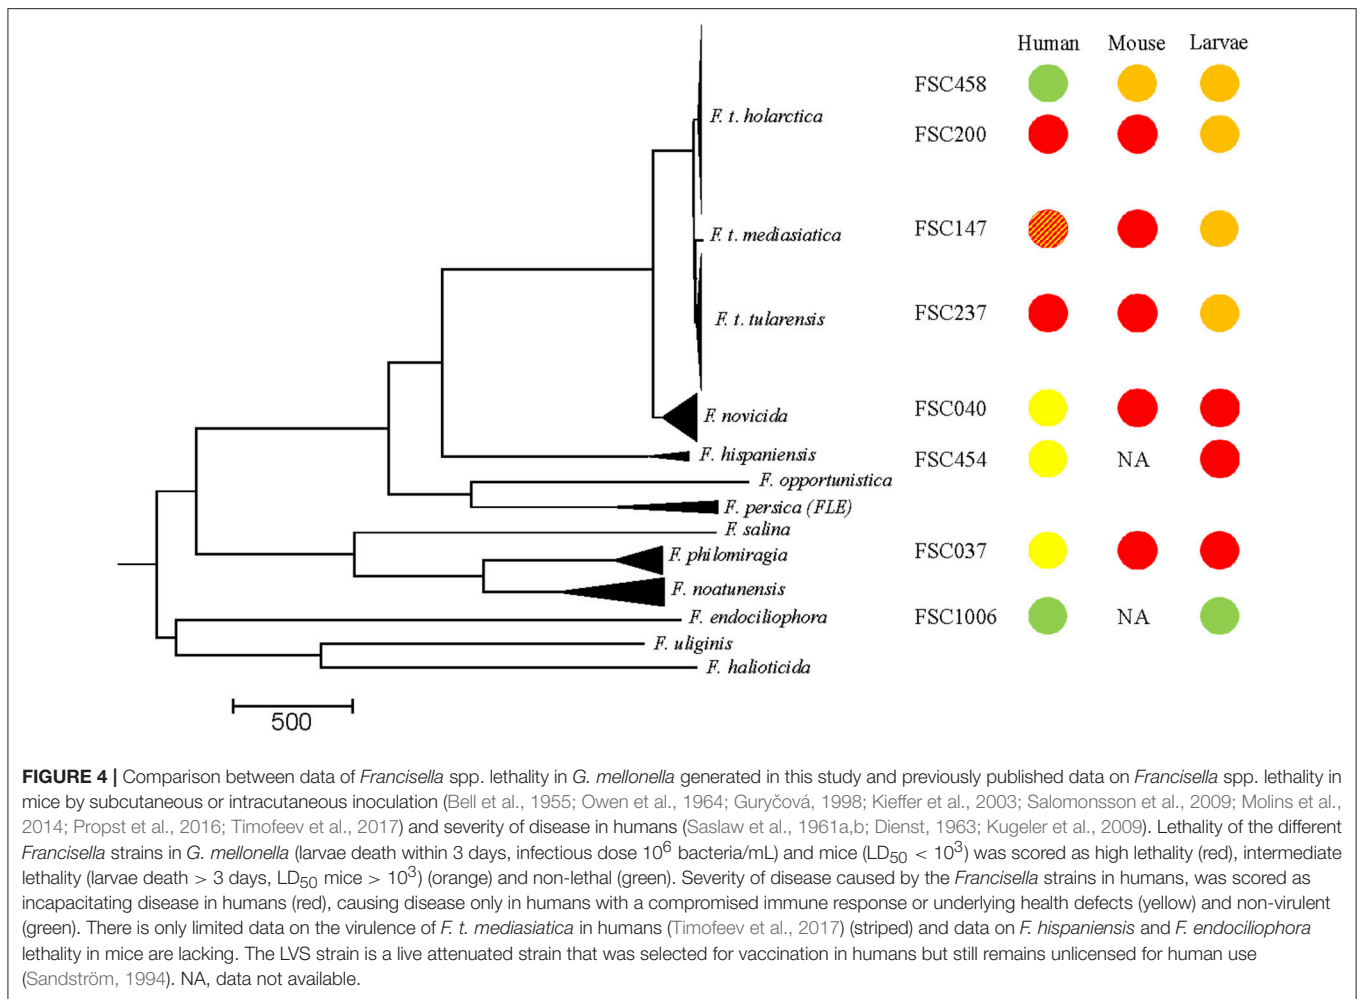 Human Mouse Larvae
FSC458
F. t. holarctica
FSC200
FSC147
F. t. mediasiatica
FSC237
F. t. tularensis
FSC040
F. novicida
F. hispaniensis
FSC454 NA
F. opportunistica
F. persica (FLE)
F. salina
F. philomiragia
FSC037
F. noatunensis
F. endociliophora
FSC1006 NA
F. uliginis
F. halioticida
500
FIGURE 4 | Comparison between data of Francisella spp. lethality in G. mellonella generated in this study and previously published data on Francisella spp. lethality in
mice by subcutaneous or intracutaneous inoculation (Bell et al., 1955; Owen et al., 1964; Guryčová, 1998; Kieffer et al., 2003; Salomonsson et al., 2009; Molins et al.,
2014; Propst et al., 2016; Timofeev et al., 2017) and severity of disease in humans (Saslaw et al., 1961a,b; Dienst, 1963; Kugeler et al., 2009). Lethality of the different
Francisella strains in G. mellonella (larvae death within 3 days, infectious dose 10⁶ bacteria/mL) and mice (LD₅₀ < 10³) was scored as high lethality (red), intermediate
lethality (larvae death > 3 days, LD₅₀ mice > 10³) (orange) and non-lethal (green). Severity of disease caused by the Francisella strains in humans, was scored as
incapacitating disease in humans (red), causing disease only in humans with a compromised immune response or underlying health defects (yellow) and non-virulent
(green). There is only limited data on the virulence of F. t. mediasiatica in humans (Timofeev et al., 2017) (striped) and data on F. hispaniensis and F. endociliophora
lethality in mice are lacking. The LVS strain is a live attenuated strain that was selected for vaccination in humans but still remains unlicensed for human use
(Sandström, 1994). NA, data not available.